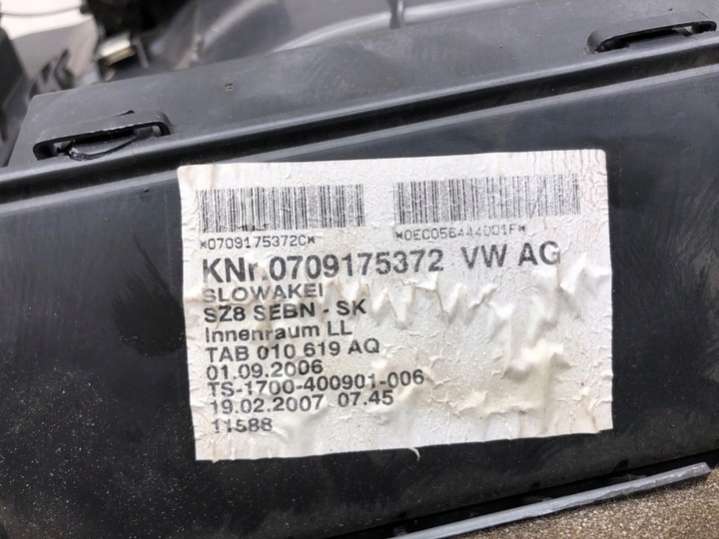 *0709175372C* *0EC056444001F*
KNr.0709175372 VW AG
SLOWAKEI
SZ8 SEBN - SK
Innenraum LL
TAB 010 619 AQ
01.09.2006
TS-1700-400901-006
19.02.2007 07.45
11588